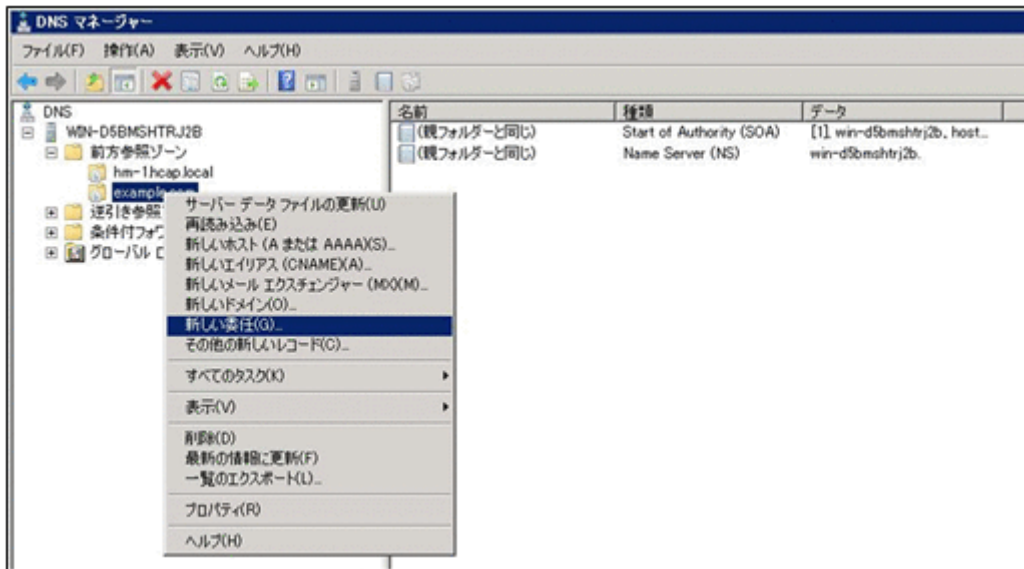 DNS マネージャー
ファイル(F) 操作(A) 表示(V) ヘルプ(H)
DNS
WIN-D5BMSHTRJ2B
前方参照ゾーン
hm-1hcap.local
example
逆引き参照
条件付フォワ
グローバル ロ
名前 種類 データ
(親フォルダーと同じ) Start of Authority (SOA) [1], win-d5bmshtrj2b., host...
(親フォルダーと同じ) Name Server (NS) win-d5bmshtrj2b.
サーバー データ ファイルの更新(U)
再読み込み(E)
新しいホスト (A または AAAA)(S)...
新しいエイリアス (CNAME)(A)...
新しいメール エクスチェンジャー (MX)(M)...
新しいドメイン(O)...
新しい委任(G)...
その他の新しいレコード(C)...
すべてのタスク(K)
表示(V)
削除(D)
最新の情報に更新(F)
一覧のエクスポート(L)...
プロパティ(R)
ヘルプ(H)